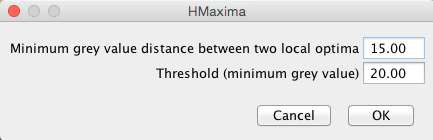 HMaxima
Minimum grey value distance between two local optima 15.00
Threshold (minimum grey value) 20.00
Cancel OK